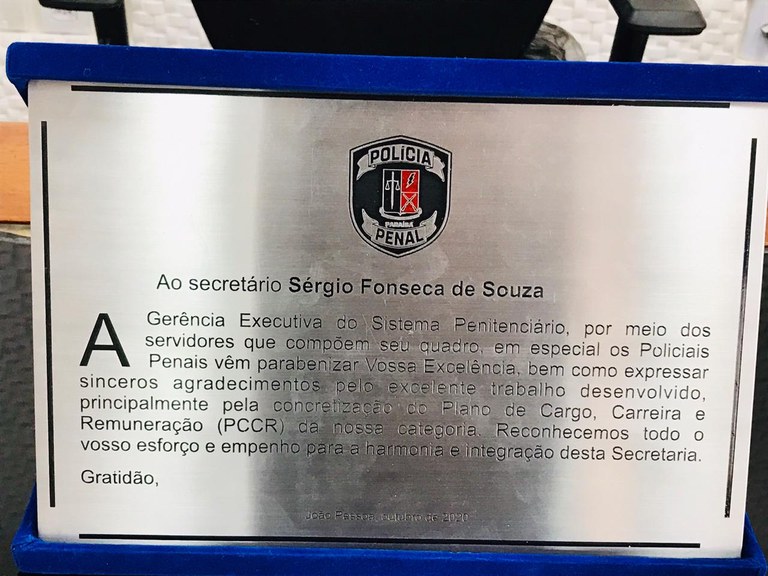 POLÍCIA
PARAÍBA
PENAL
Ao secretário Sérgio Fonseca de Souza
A Gerência Executiva do Sistema Penitenciário, por meio dos
servidores que compõem seu quadro, em especial os Policiais
Penais vêm parabenizar Vossa Excelência, bem como expressar
sinceros agradecimentos pelo excelente trabalho desenvolvido,
principalmente pela concretização do Plano de Cargo, Carreira e
Remuneração (PCCR) da nossa categoria. Reconhecemos todo o
vosso esforço e empenho para a harmonia e integração desta Secretaria.
Gratidão,
João Pessoa, outubro de 2020